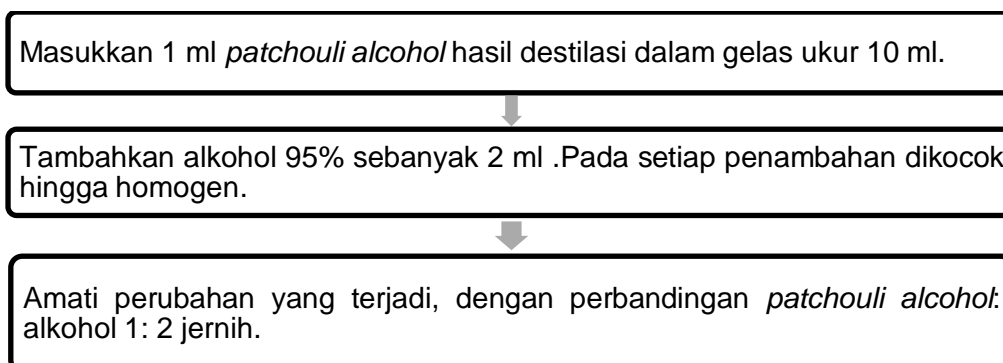 Masukkan 1 ml patchouli alcohol hasil destilasi dalam gelas ukur 10 ml.
Tambahkan alkohol 95% sebanyak 2 ml .Pada setiap penambahan dikocok
hingga homogen.
Amati perubahan yang terjadi, dengan perbandingan patchouli alcohol:
alkohol 1: 2 jernih.